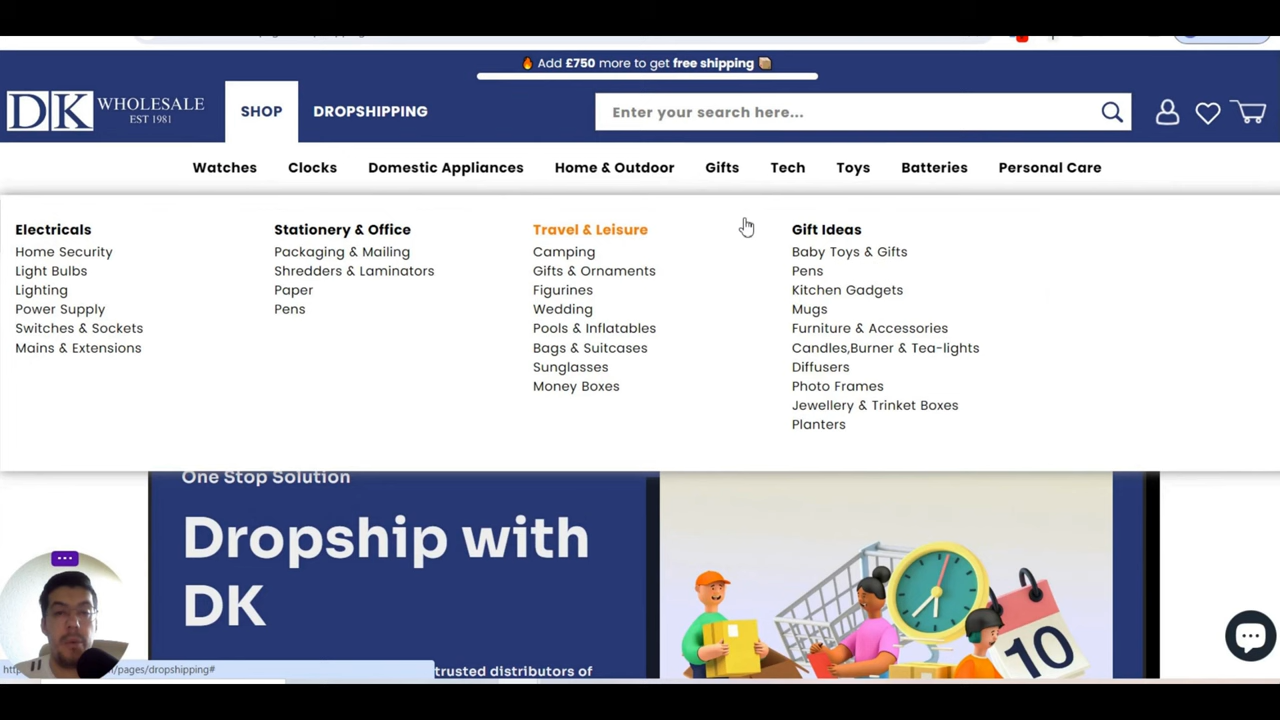 🔥 Add £750 more to get free shipping 📦
DK WHOLESALE
EST 1981
SHOP
DROPSHIPPING
Enter your search here...
Watches
Clocks
Domestic Appliances
Home & Outdoor
Gifts
Tech
Toys
Batteries
Personal Care
Electricals
Home Security
Light Bulbs
Lighting
Power Supply
Switches & Sockets
Mains & Extensions
Stationery & Office
Packaging & Mailing
Shredders & Laminators
Paper
Pens
Travel & Leisure
Camping
Gifts & Ornaments
Figurines
Wedding
Pools & Inflatables
Bags & Suitcases
Sunglasses
Money Boxes
Gift Ideas
Baby Toys & Gifts
Pens
Kitchen Gadgets
Mugs
Furniture & Accessories
Candles,Burner & Tea-lights
Diffusers
Photo Frames
Jewellery & Trinket Boxes
Planters
One Stop Solution
Dropship with
DK
trusted distributors of
10
/pages/dropshipping#